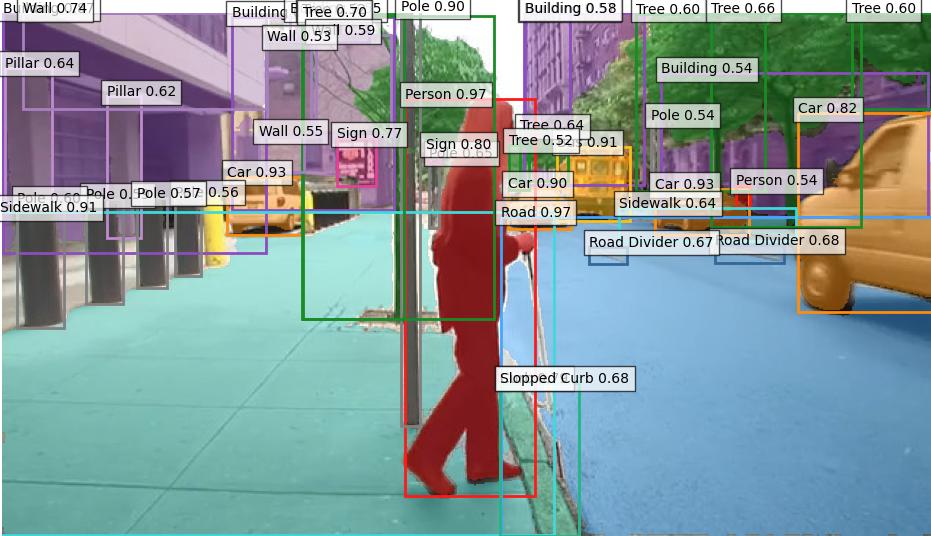 Wall 0.74
Building
Tree 0.70
Pole 0.90
Building 0.58
Tree 0.60
Tree 0.66
Tree 0.60
Wall 0.53
0.59
Pillar 0.64
Building 0.54
Pillar 0.62
Person 0.97
Car 0.82
Pole 0.54
Wall 0.55
Sign 0.77
Sign 0.80
Tree 0.64
Tree 0.52
0.91
Car 0.93
Car 0.90
Car 0.93
Person 0.54
Pole 0.57
0.56
Sidewalk 0.91
Sidewalk 0.64
Road 0.97
Road Divider 0.67
Road Divider 0.68
Slopped Curb 0.68